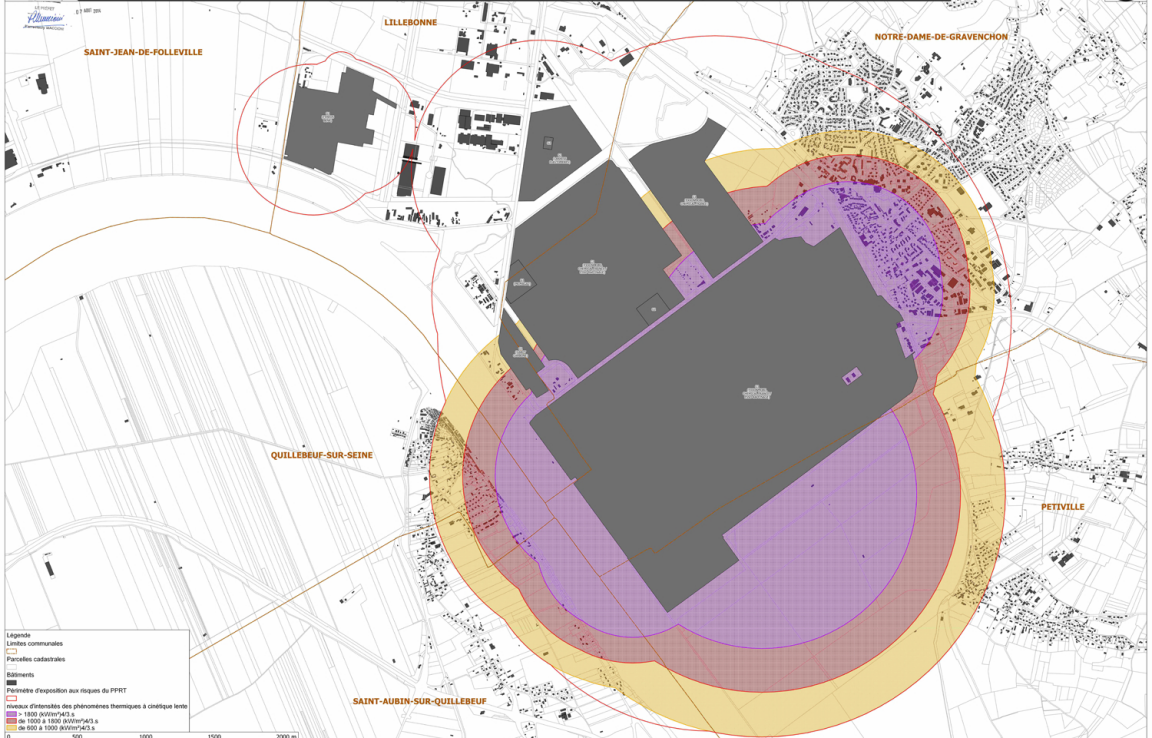 LILLEBONNE
SAINT-JEAN-DE-FOLLEVILLE
NOTRE-DAME-DE-GRAVENCHON
QUILLEBEUF-SUR-SEINE
PETIVILLE
SAINT-AUBIN-SUR-QUILLEBEUF
Légende
Limites communales
Parcelles cadastrales
Bâtiments
Périmètre d'exposition aux risques du PPRT
niveaux d'intensités des phénomènes thermiques à cinétique lente
> 1800 (kW/m²)4/3.s
de 1000 à 1800 (kW/m²)4/3.s
de 600 à 1000 (kW/m²)4/3.s
0 500 1000 1500 2000 m